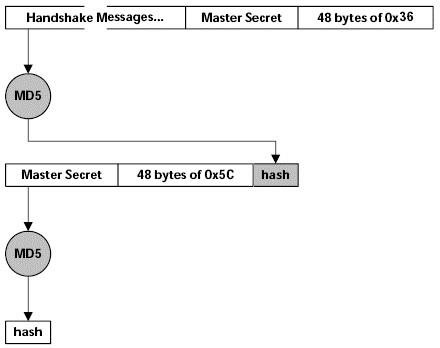 Handshake Messages... Master Secret 48 bytes of 0x36
MD5
Master Secret 48 bytes of 0x5C hash
MD5
hash